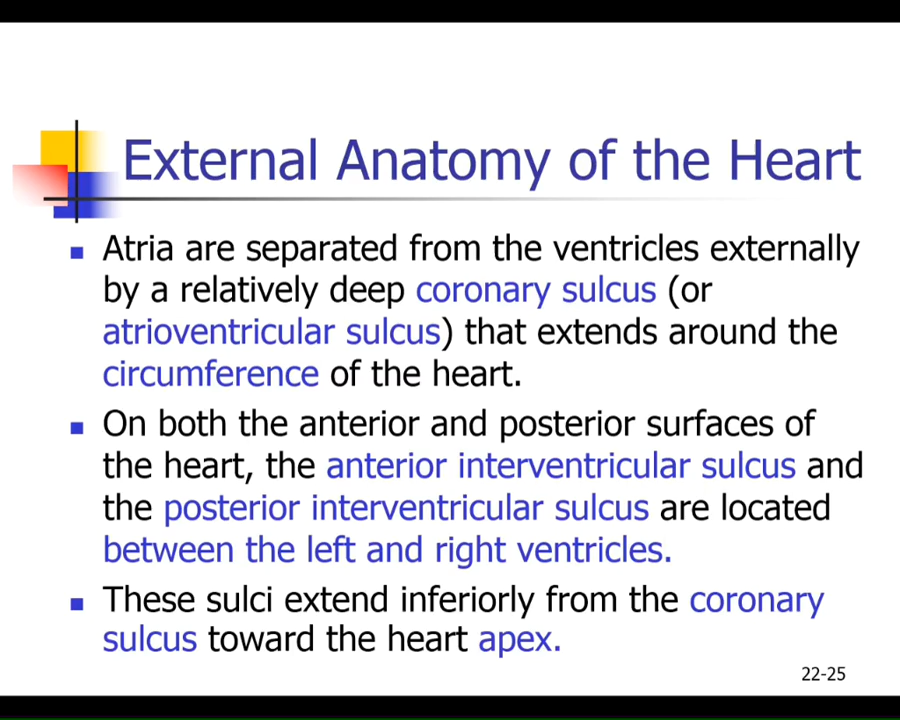 External Anatomy of the Heart
Atria are separated from the ventricles externally
by a relatively deep coronary sulcus (or
atrioventricular sulcus) that extends around the
circumference of the heart.
On both the anterior and posterior surfaces of
the heart, the anterior interventricular sulcus and
the posterior interventricular sulcus are located
between the left and right ventricles.
These sulci extend inferiorly from the coronary
sulcus toward the heart apex.
22-25